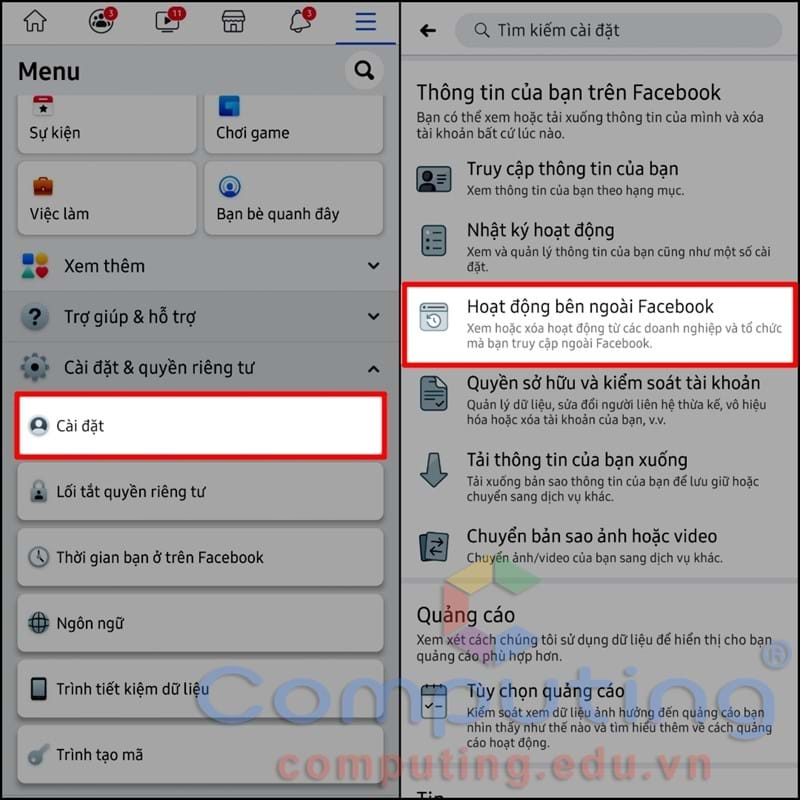 3
11
3
Menu
Sự kiện
Chơi game
Việc làm
Bạn bè quanh đây
Xem thêm
Trợ giúp & hỗ trợ
Cài đặt & quyền riêng tư
Cài đặt
Lối tắt quyền riêng tư
Thời gian bạn ở trên Facebook
Ngôn ngữ
Trình tiết kiệm dữ liệu
Trình tạo mã
Tìm kiếm cài đặt
Thông tin của bạn trên Facebook
Bạn có thể xem hoặc tải xuống thông tin của mình và xóa
tài khoản bất cứ lúc nào.
Truy cập thông tin của bạn
Xem thông tin của bạn theo hạng mục.
Nhật ký hoạt động
Xem và quản lý thông tin của bạn cũng như một số cài
đặt.
Hoạt động bên ngoài Facebook
Xem hoặc xóa hoạt động từ các doanh nghiệp và tổ chức
mà bạn truy cập ngoài Facebook.
Quyền sở hữu và kiểm soát tài khoản
Quản lý dữ liệu, sửa đổi người liên hệ thừa kế, vô hiệu
hóa hoặc xóa tài khoản của bạn, v.v.
Tải thông tin của bạn xuống
Tải xuống bản sao thông tin của bạn để lưu giữ hoặc
chuyển sang dịch vụ khác.
Chuyển bản sao ảnh hoặc video
Chuyển ảnh/video của bạn sang dịch vụ khác.
Quảng cáo
Xem xét cách chúng tôi sử dụng dữ liệu để hiển thị cho bạn
quảng cáo phù hợp hơn.
Tùy chọn quảng cáo
Kiểm soát xem dữ liệu ảnh hưởng đến quảng cáo bạn
nhìn thấy như thế nào và tìm hiểu thêm về cách quảng
cáo hoạt động.
Computing®
computing.edu.vn